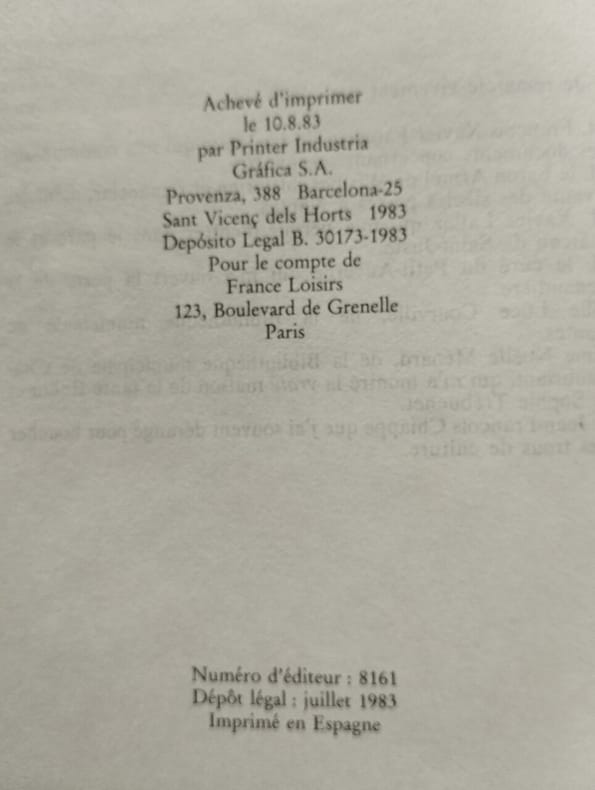 Achevé d'imprimer
le 10.8.83
par Printer Industria
Gráfica S.A.
Provenza, 388 Barcelona-25
Sant Vicenç dels Horts 1983
Depósito Legal B. 30173-1983
Pour le compte de
France Loisirs
123, Boulevard de Grenelle
Paris
Numéro d'éditeur : 8161
Dépôt légal : juillet 1983
Imprimé en Espagne